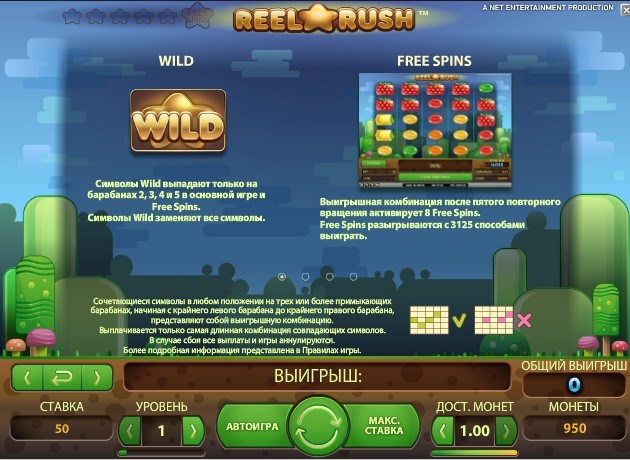 REEL RUSH™
A NET ENTERTAINMENT PRODUCTION
WILD
WILD
Символы Wild выпадают только на
барабанах 2, 3, 4 и 5 в основной игре и
Free Spins.
Символы Wild заменяют все символы.
FREE SPINS
REEL RUSH
Выигрышная комбинация после пятого повторного
вращения активирует 8 Free Spins.
Free Spins разыгрываются с 3125 способами
выиграть.
Сочетающиеся символы в любом положении на трех или более примыкающих
барабанах, начиная с крайнего левого барабана до крайнего правого барабана,
представляют собой выигрышную комбинацию.
Выплачивается только самая длинная комбинация совпадающих символов.
В случае сбоя все выплаты и игры аннулируются.
Более подробная информация представлена в Правилах игры.
ВЫИГРЫШ:
ОБЩИЙ ВЫИГРЫШ
0
СТАВКА
50
УРОВЕНЬ
1
АВТОИГРА
МАКС.
СТАВКА
ДОСТ. МОНЕТ
1.00
МОНЕТЫ
950